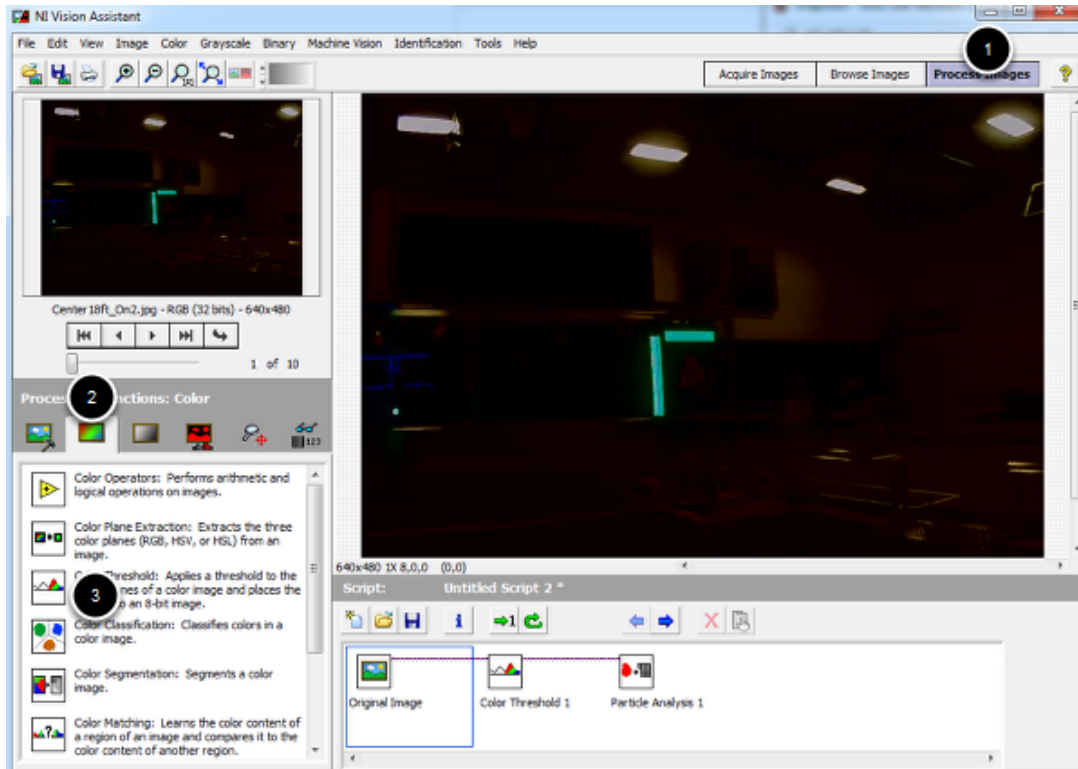 NI Vision Assistant
File Edit View Image Color Grayscale Binary Machine Vision Identification Tools Help
1
Acquire Images Browse Images Process Images
Center18ft_On2.jpg - RGB (32 bits) - 640x480
1 of 10
2
Color
123
Color Operators: Performs arithmetic and
logical operations on images.
Color Plane Extraction: Extracts the three
color planes (RGB, HSV, or HSL) from an
image.
Threshold: Applies a threshold to the
of a color image and places the
3
an 8-bit image.
Color Classification: Classifies colors in a
color image.
Color Segmentation: Segments a color
image.
Color Matching: Learns the color content of
a region of an image and compares it to the
color content of another region.
640x480 1X 8,0,0 (0,0)
Script: Untitled Script 2 *
Original Image Color Threshold 1 Particle Analysis 1